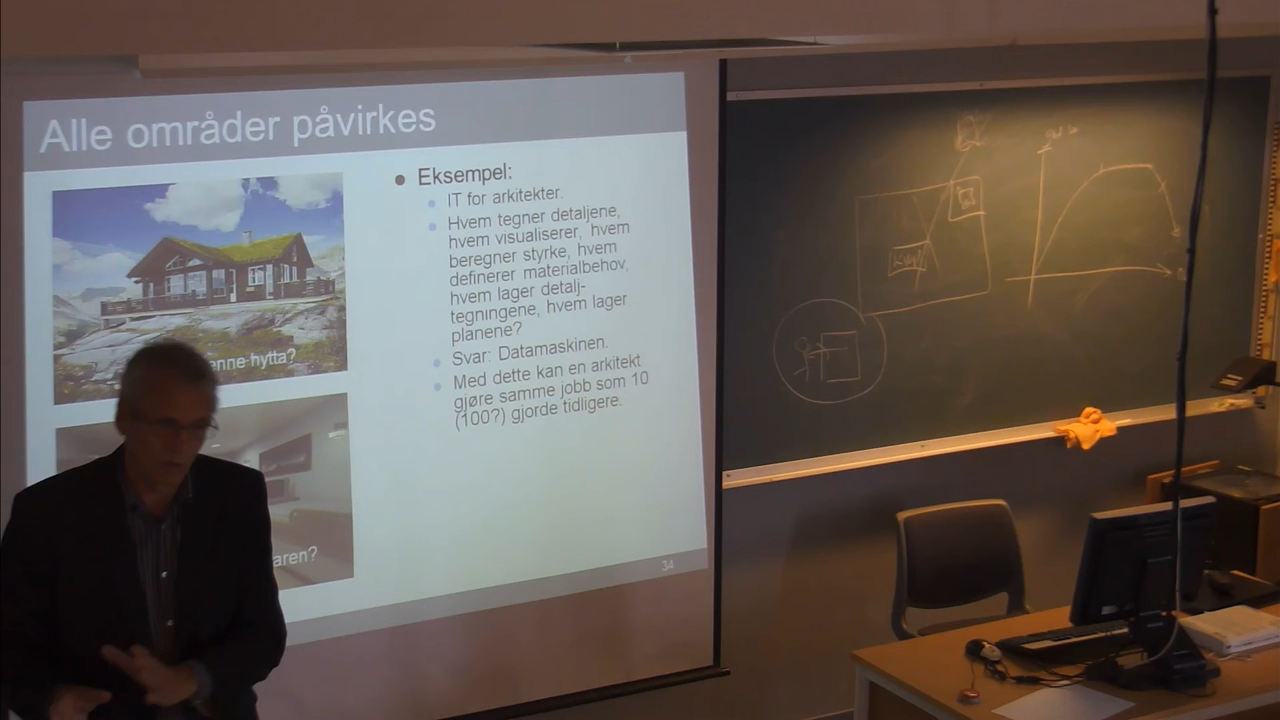 Alle områder påvirkes
Eksempel:
IT for arkitekter.
Hvem tegner detaljene,
hvem visualiserer, hvem
beregner styrke, hvem
definerer materialbehov,
hvem lager detalj-
tegningene, hvem lager
planene?
Svar: Datamaskinen.
Med dette kan en arkitekt
gjøre samme jobb som 10
(100?) gjorde tidligere.
enne hytta?
aren?
34